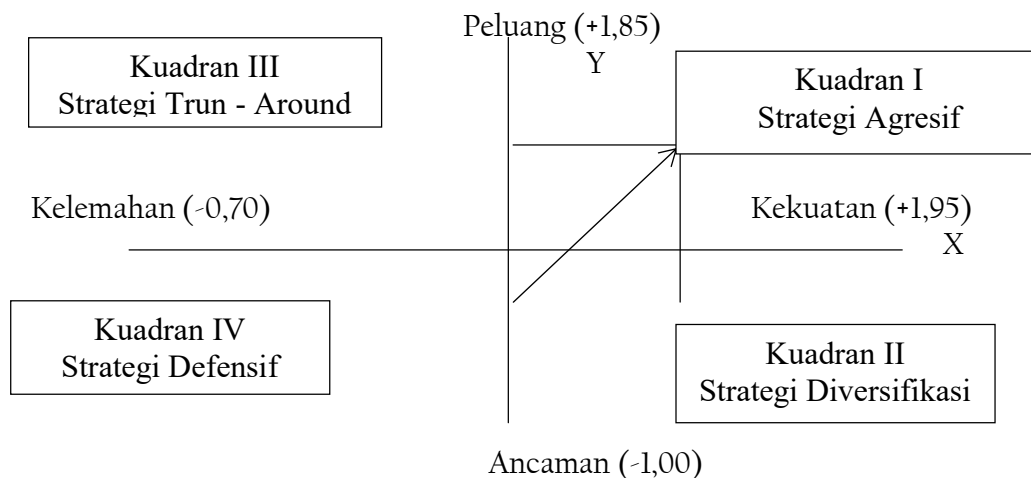 Peluang (+1,85)
Y
Kuadran III
Strategi Trun - Around
Kuadran I
Strategi Agresif
Kelemahan (-0,70)
Kekuatan (+1,95)
X
Kuadran IV
Strategi Defensif
Kuadran II
Strategi Diversifikasi
Ancaman (-1,00)